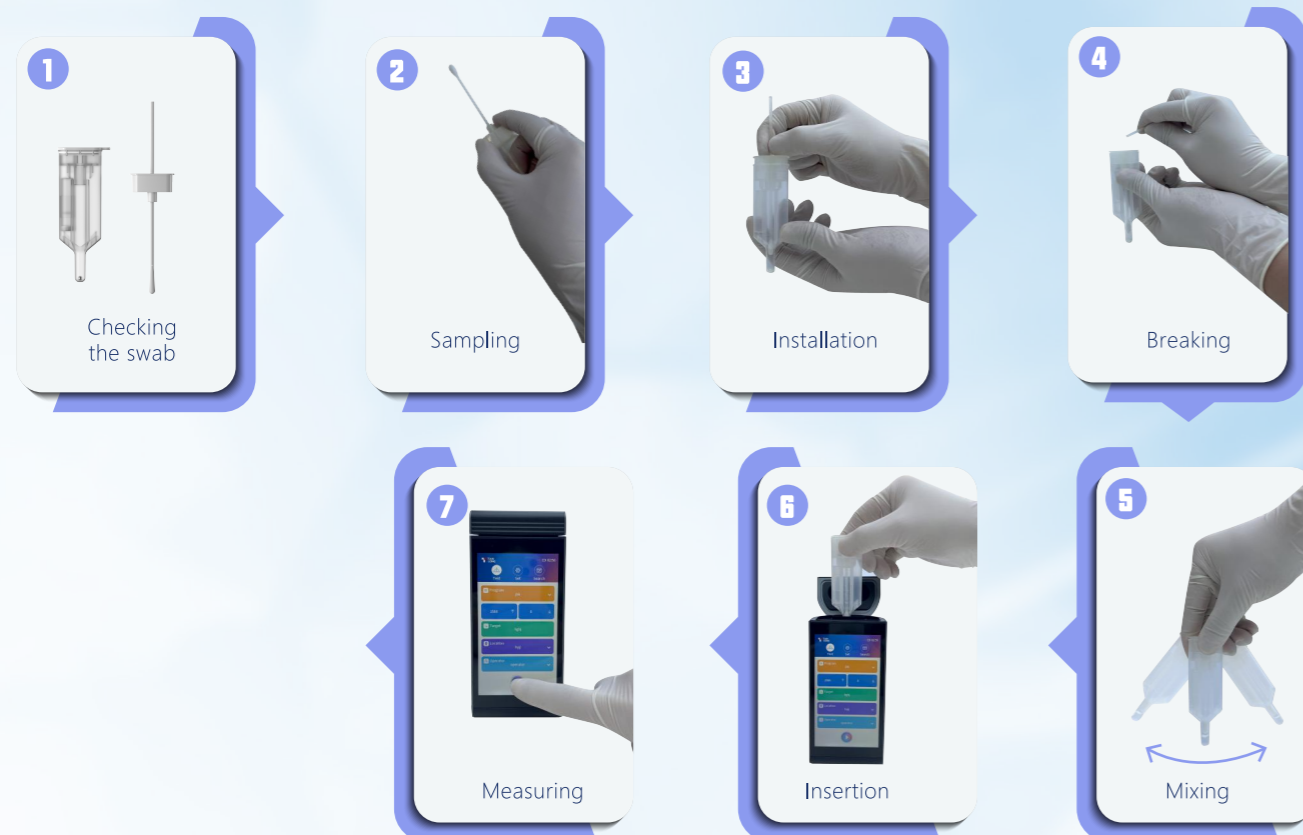 1
Checking
the swab
2
Sampling
3
Installation
4
Breaking
5
Mixing
6
Insertion
7
Measuring